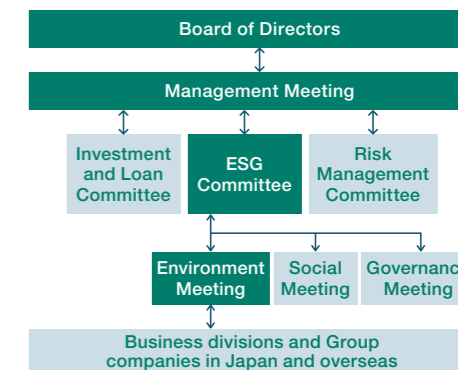 Board of Directors
Management Meeting
Investment
and Loan
Committee
ESG
Committee
Risk
Management
Committee
Environment
Meeting
Social
Meeting
Governanc
Meeting
Business divisions and Group
companies in Japan and overseas